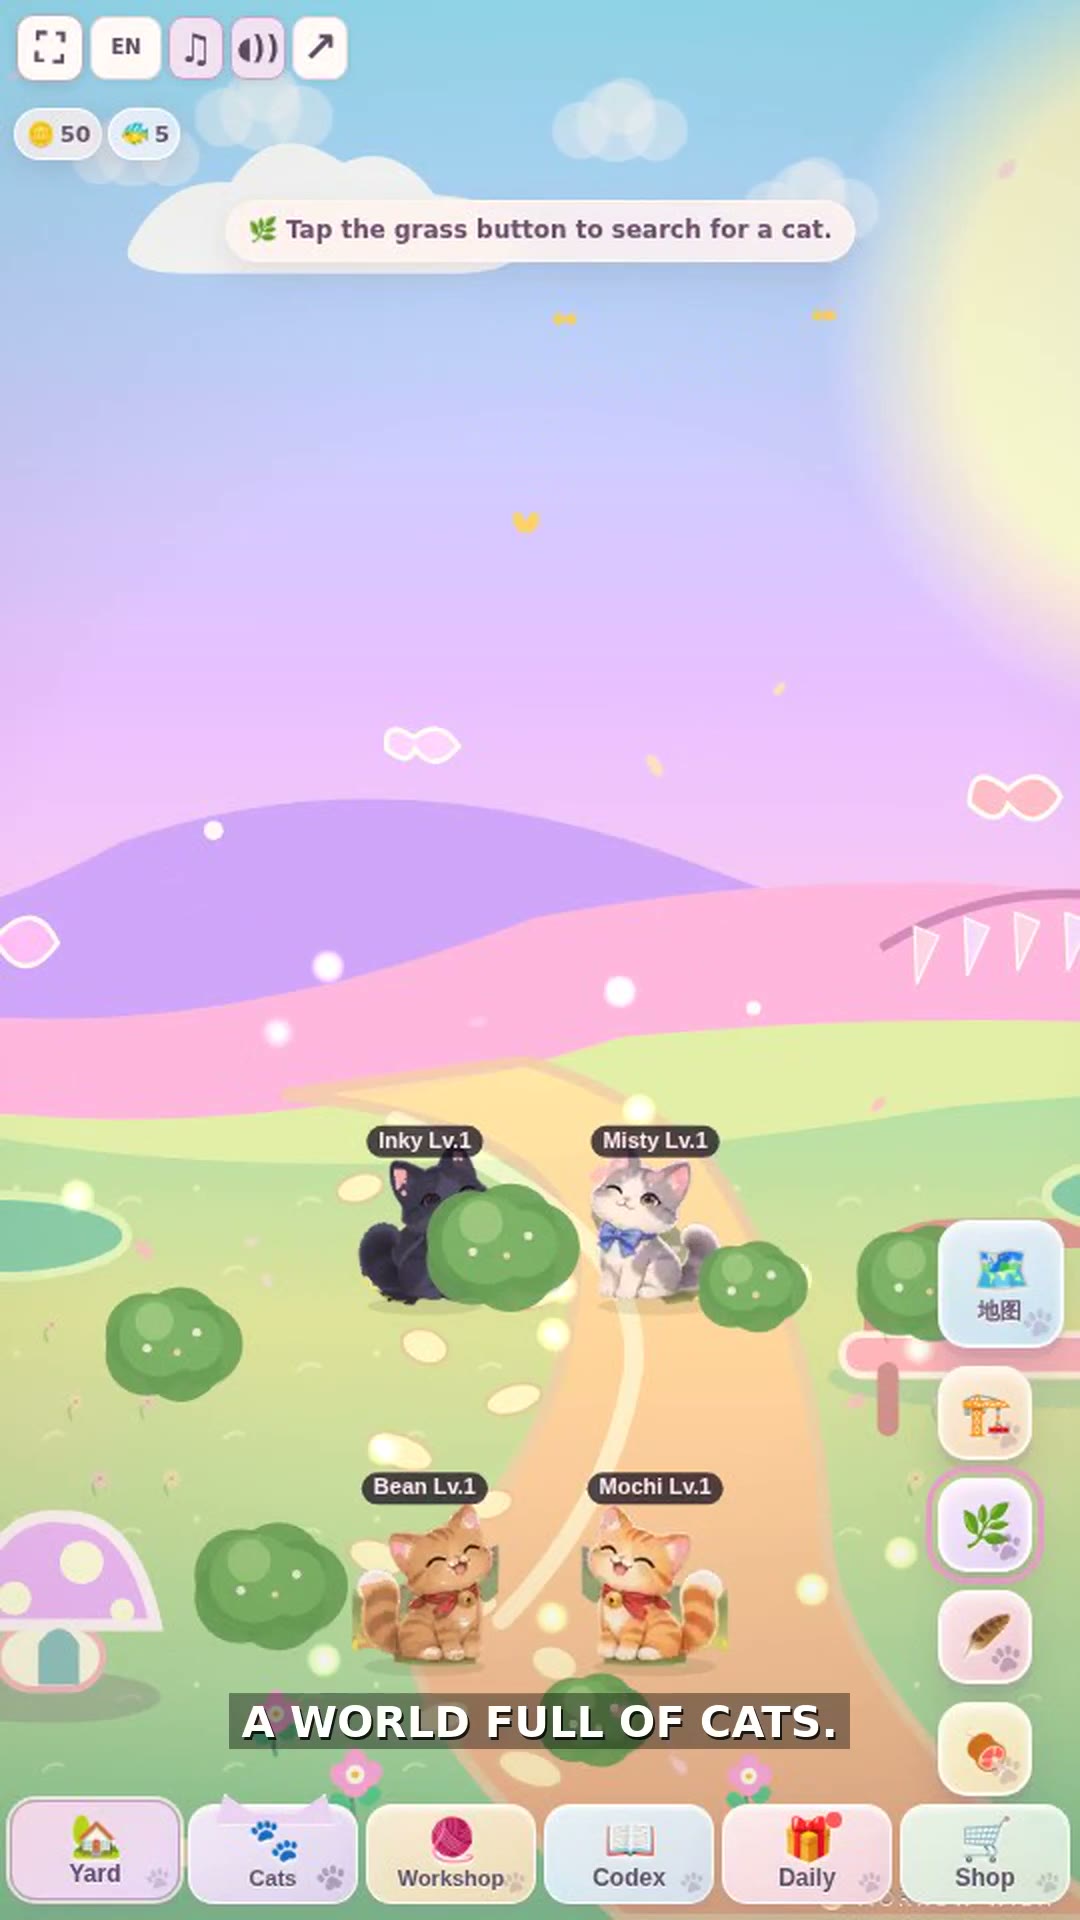 EN
50
5
Tap the grass button to search for a cat.
Inky Lv.1
Misty Lv.1
地图
Bean Lv.1
Mochi Lv.1
A WORLD FULL OF CATS.
Yard
Cats
Workshop
Codex
Daily
Shop